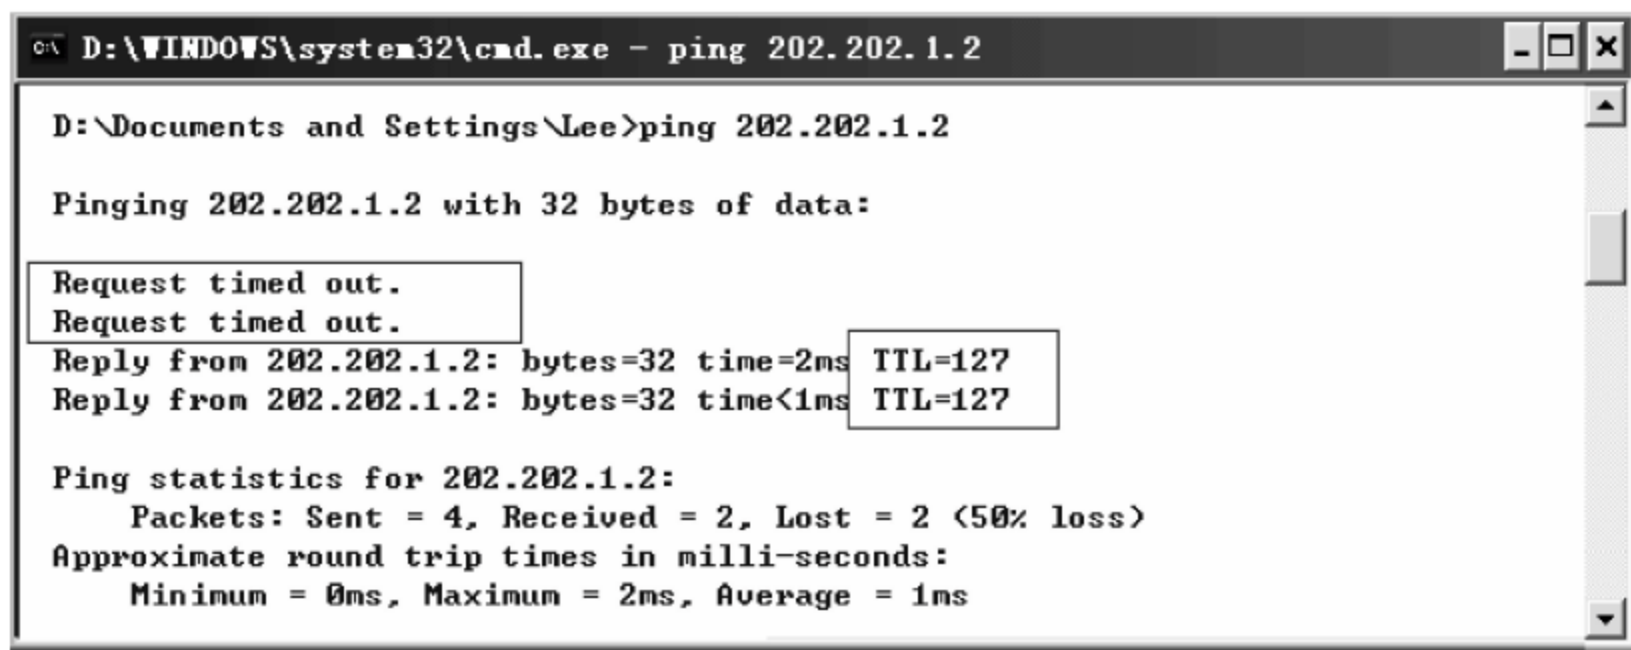 D:\WINDOWS\system32\cmd.exe - ping 202.202.1.2
D:\Documents and Settings\Lee>ping 202.202.1.2
Pinging 202.202.1.2 with 32 bytes of data:
Request timed out.
Request timed out.
Reply from 202.202.1.2: bytes=32 time=2ms TTL=127
Reply from 202.202.1.2: bytes=32 time<1ms TTL=127
Ping statistics for 202.202.1.2:
Packets: Sent = 4, Received = 2, Lost = 2 (50% loss)
Approximate round trip times in milli-seconds:
Minimum = 0ms, Maximum = 2ms, Average = 1ms